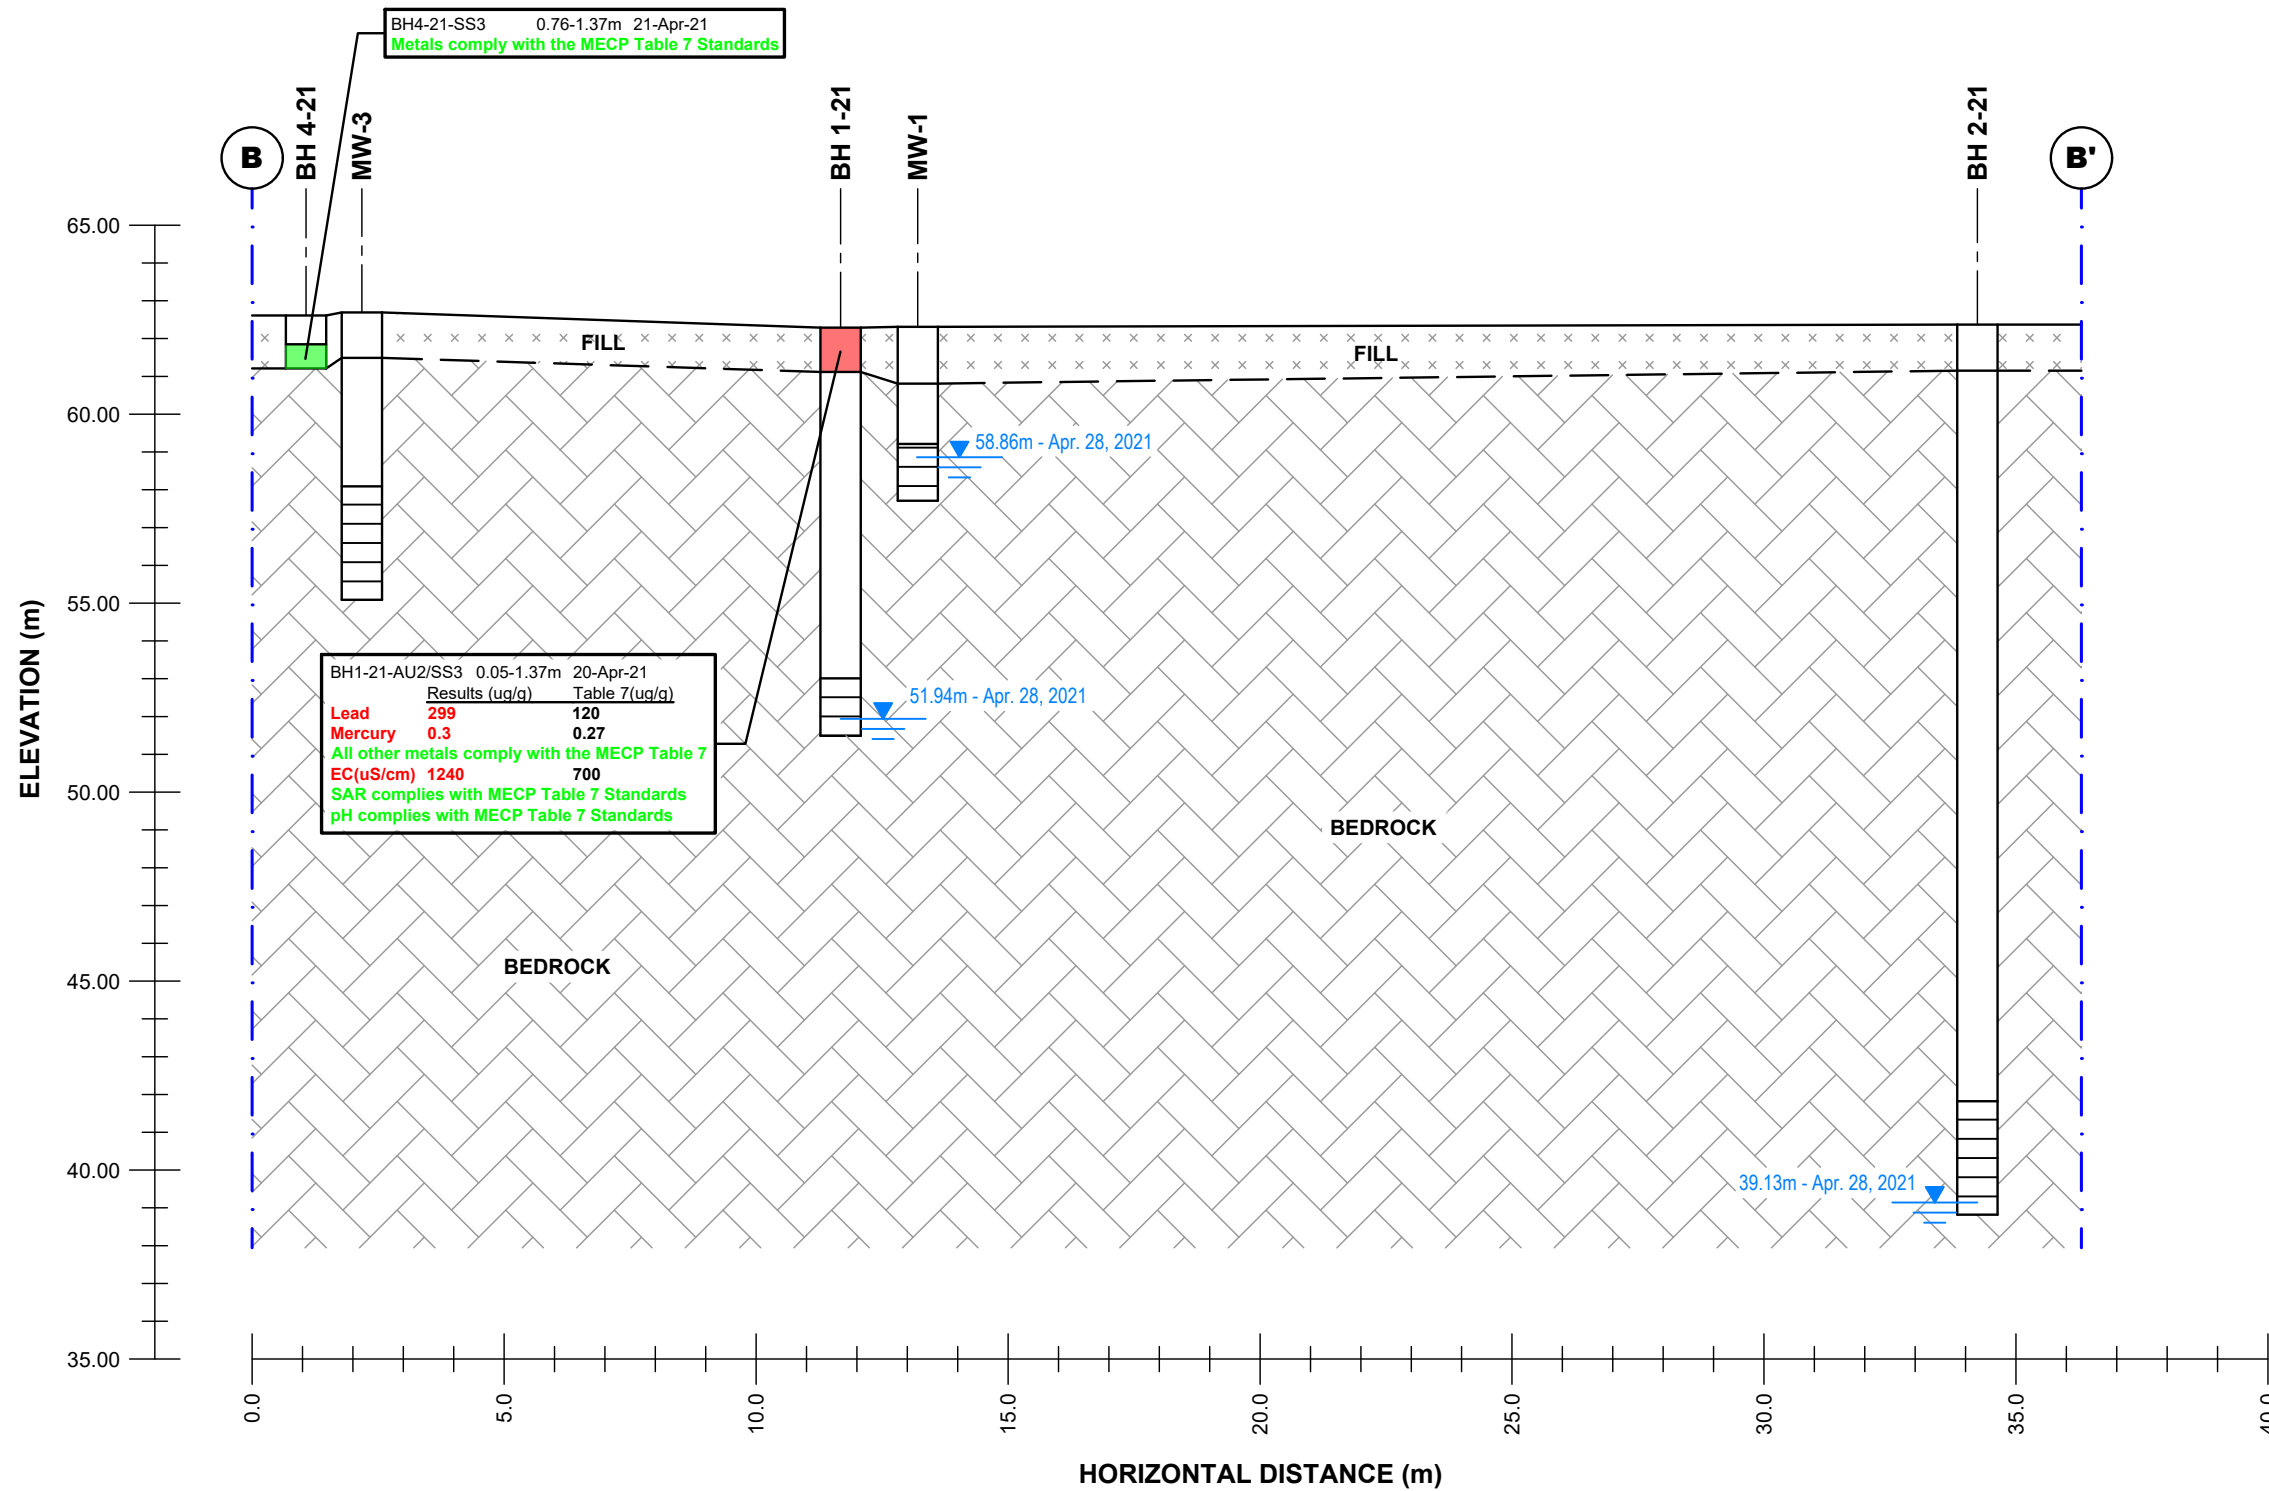 BH4-21-SS3 0.76-1.37m 21-Apr-21
Metals comply with the MECP Table 7 Standards
B
BH 4-21
MW-3
BH 1-21
MW-1
BH 2-21
B'
65.00
60.00
55.00
50.00
45.00
40.00
35.00
ELEVATION (m)
FILL
FILL
58.86m - Apr. 28, 2021
51.94m - Apr. 28, 2021
39.13m - Apr. 28, 2021
BH1-21-AU2/SS3 0.05-1.37m 20-Apr-21
Results (ug/g) Table 7(ug/g)
Lead 299 120
Mercury 0.3 0.27
All other metals comply with the MECP Table 7
EC(uS/cm) 1240 700
SAR complies with MECP Table 7 Standards
pH complies with MECP Table 7 Standards
BEDROCK
BEDROCK
0.0
5.0
10.0
15.0
20.0
25.0
30.0
35.0
40.0
HORIZONTAL DISTANCE (m)